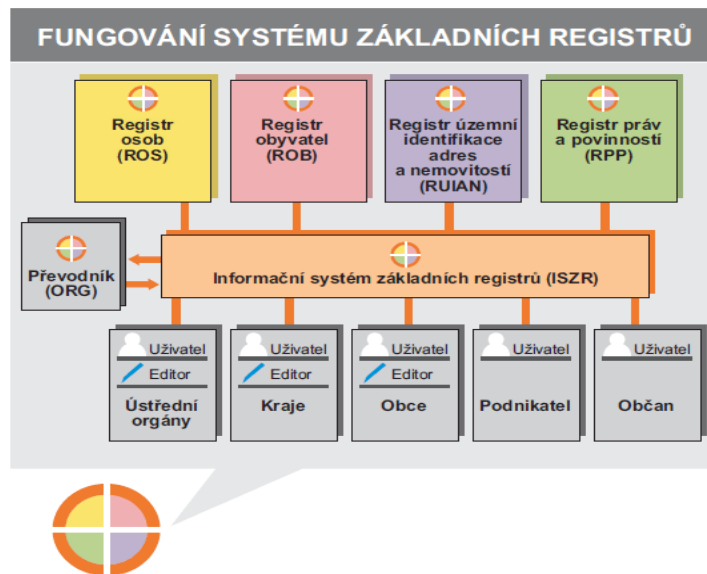 FUNGOVÁNÍ SYSTÉMU ZÁKLADNÍCH REGISTRŮ
Registr
osob
(ROS)
Registr
obyvatel
(ROB)
Registr územní
identifikace
adres
a nemovitostí
(RUIAN)
Registr práv
a povinností
(RPP)
Převodník
(ORG)
Informační systém základních registrů (ISZR)
Uživatel
Editor
Ústřední
orgány
Uživatel
Editor
Kraje
Uživatel
Editor
Obce
Uživatel
Podnikatel
Uživatel
Občan